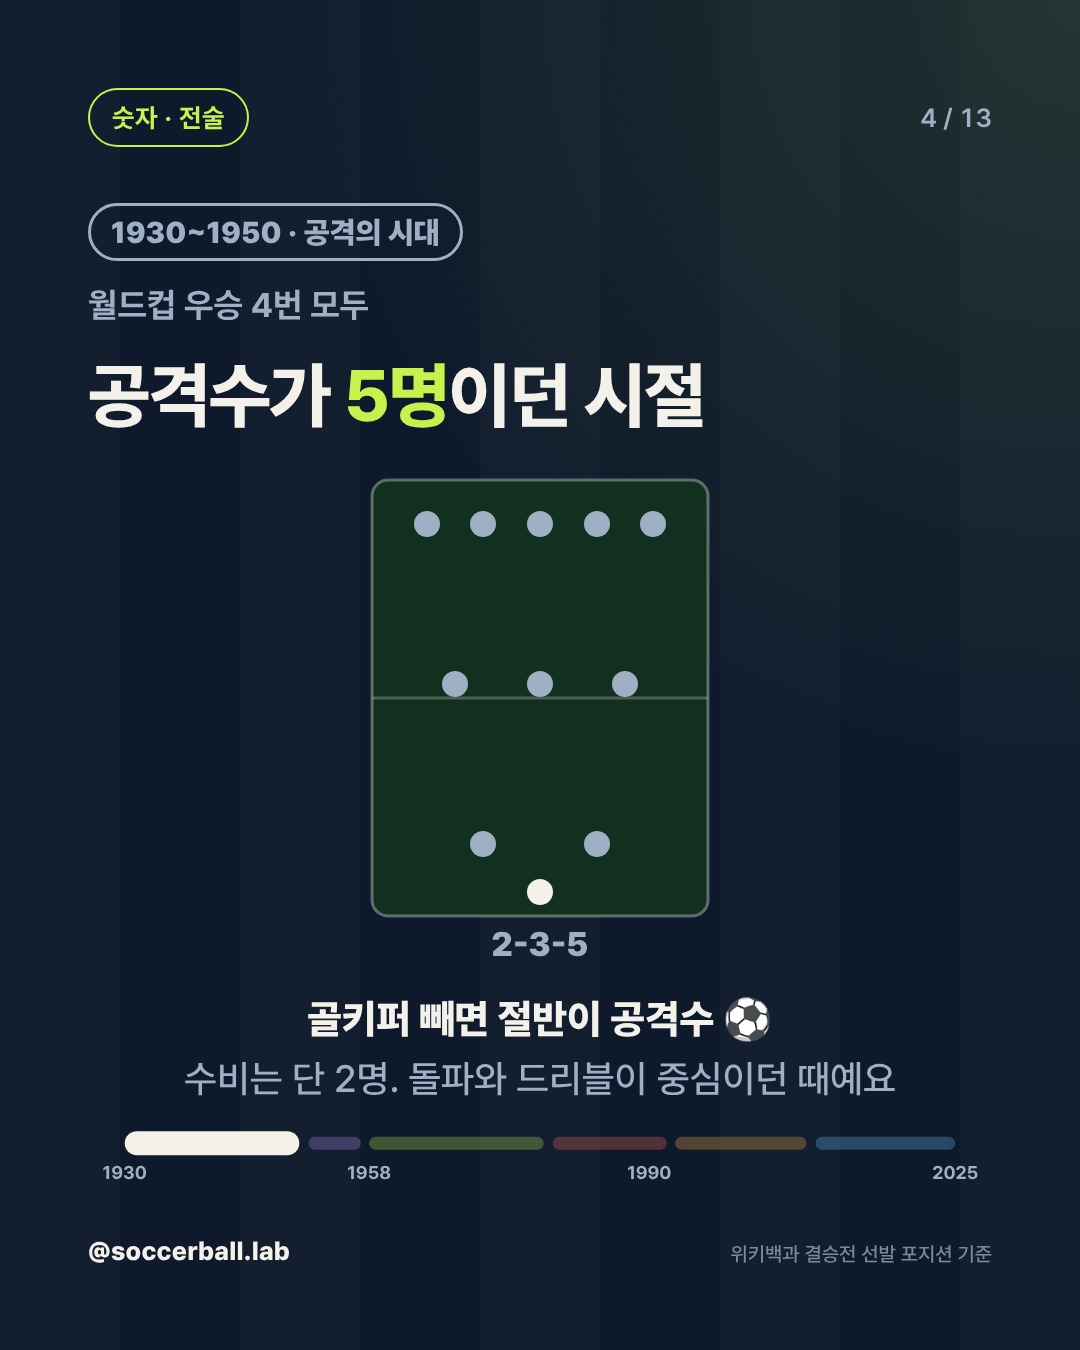 숫자 · 전술
4 / 13
1930~1950 · 공격의 시대
월드컵 우승 4번 모두
공격수가 5명이던 시절
2-3-5
골키퍼 빼면 절반이 공격수 ⚽
수비는 단 2명. 돌파와 드리블이 중심이던 때예요
1930 1958 1990 2025
@soccerball.lab
위키백과 결승전 선발 포지션 기준